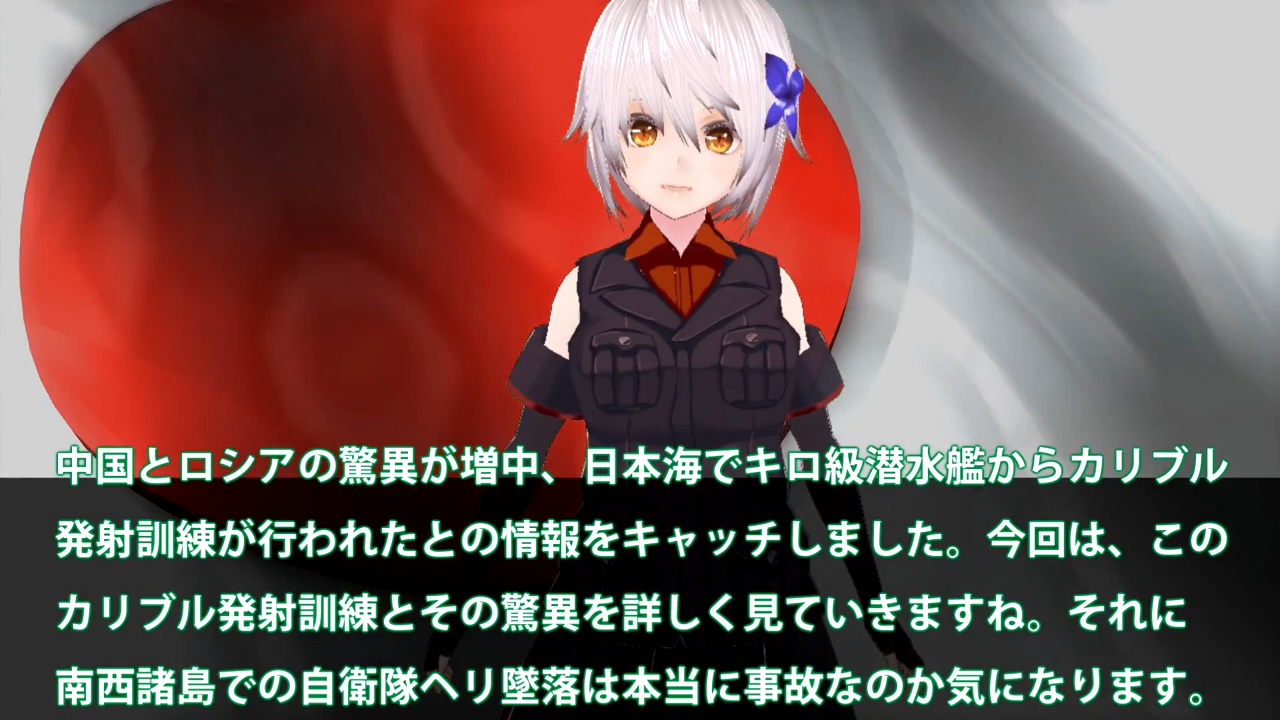 中国とロシアの驚異が増中、日本海でキロ級潜水艦からカリブル
発射訓練が行われたとの情報をキャッチしました。今回は、この
カリブル発射訓練とその驚異を詳しく見ていきますね。それに
南西諸島での自衛隊ヘリ墜落は本当に事故なのか気になります。